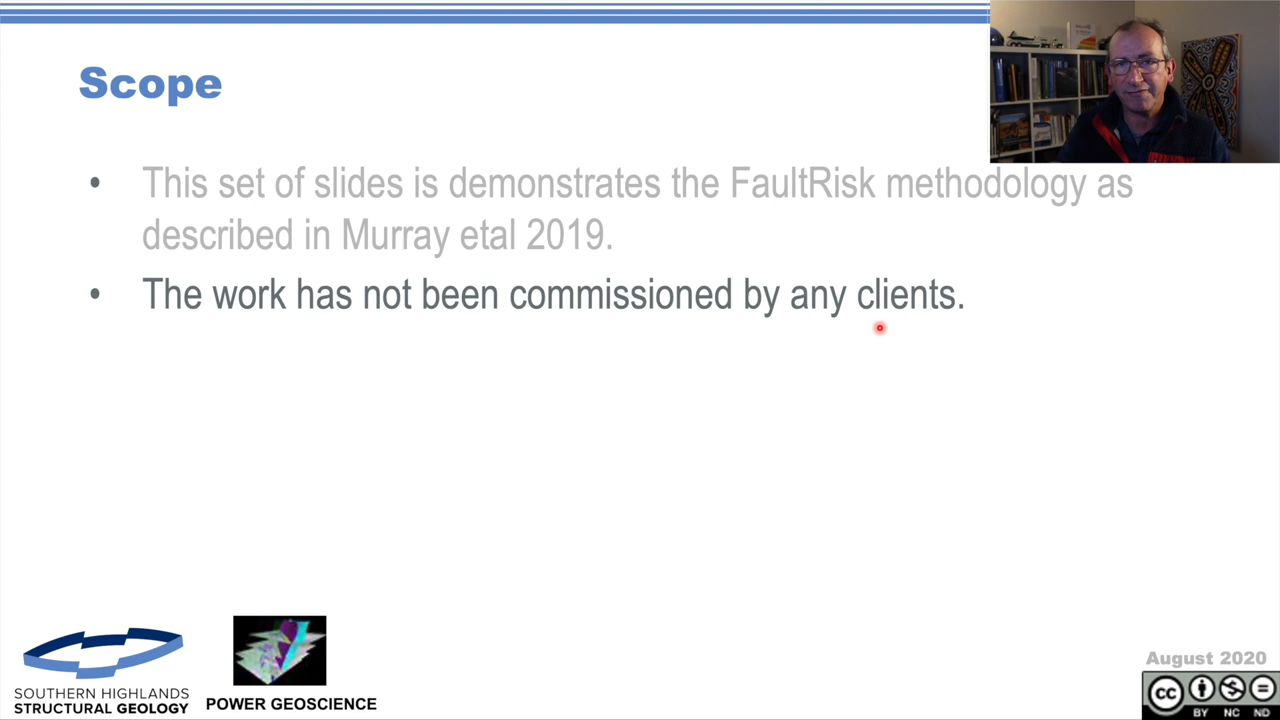 Scope
• This set of slides is demonstrates the FaultRisk methodology as
described in Murray etal 2019.
• The work has not been commissioned by any clients.
SOUTHERN HIGHLANDS
STRUCTURAL GEOLOGY
POWER GEOSCIENCE
August 2020
cc
BY NC ND